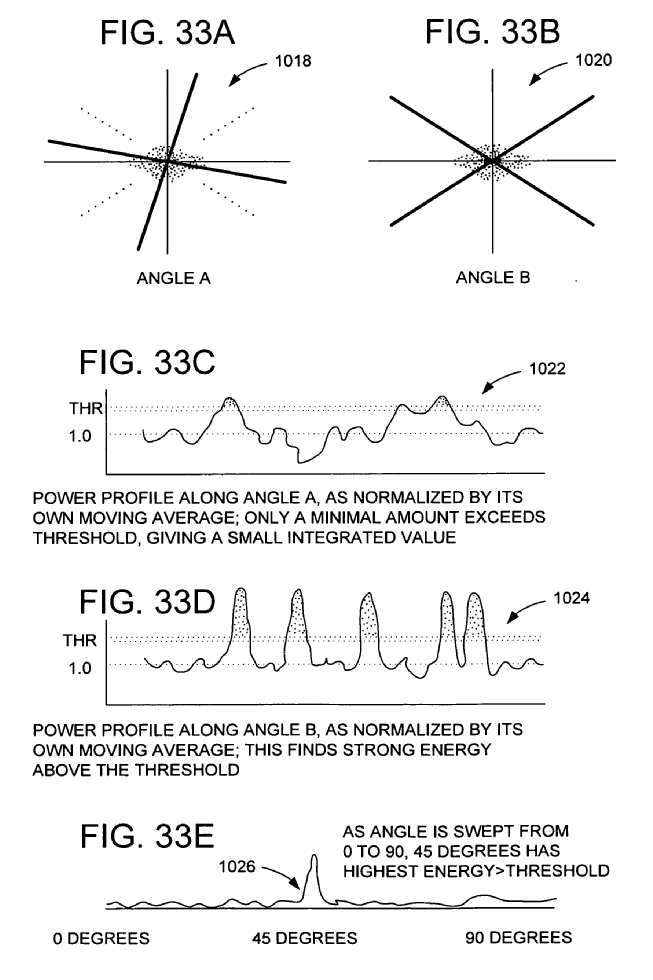 FIG. 33A
FIG. 33B
1018
1020
ANGLE A
ANGLE B
FIG. 33C
1022
THR
1.0
POWER PROFILE ALONG ANGLE A, AS NORMALIZED BY ITS
OWN MOVING AVERAGE; ONLY A MINIMAL AMOUNT EXCEEDS
THRESHOLD, GIVING A SMALL INTEGRATED VALUE
FIG. 33D
1024
THR
1.0
POWER PROFILE ALONG ANGLE B, AS NORMALIZED BY ITS
OWN MOVING AVERAGE; THIS FINDS STRONG ENERGY
ABOVE THE THRESHOLD
FIG. 33E
1026
AS ANGLE IS SWEPT FROM
0 TO 90, 45 DEGREES HAS
HIGHEST ENERGY>THRESHOLD
0 DEGREES
45 DEGREES
90 DEGREES